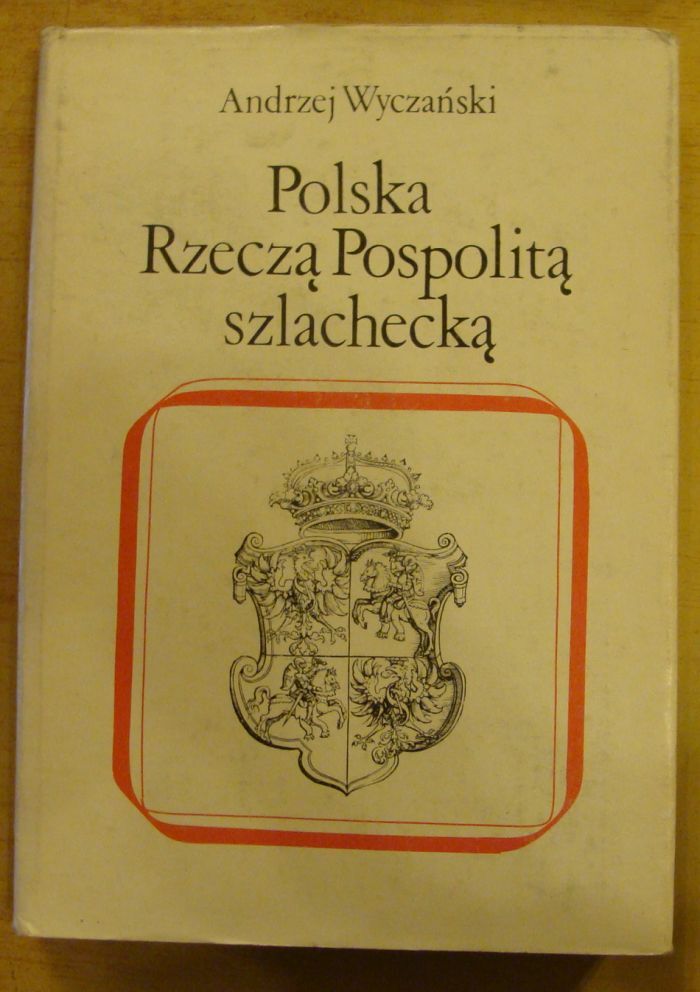 Andrzej Wyczański
Polska
Rzeczą Pospolitą
szlachecką